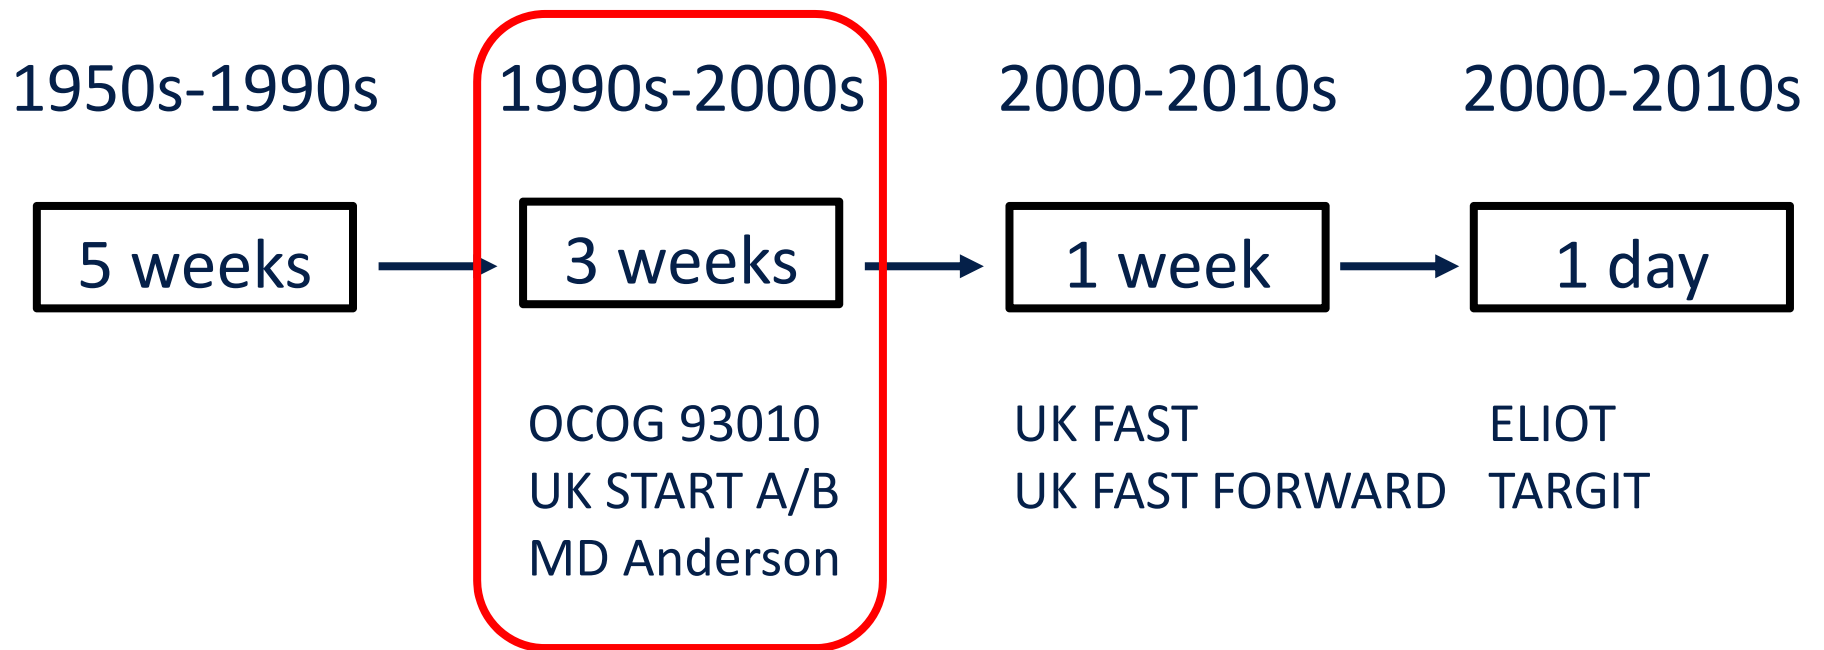 1950s-1990s
1990s-2000s
2000-2010s
2000-2010s
5 weeks
3 weeks
1 week
1 day
OCOG 93010
UK START A/B
MD Anderson
UK FAST
UK FAST FORWARD
ELIOT
TARGIT